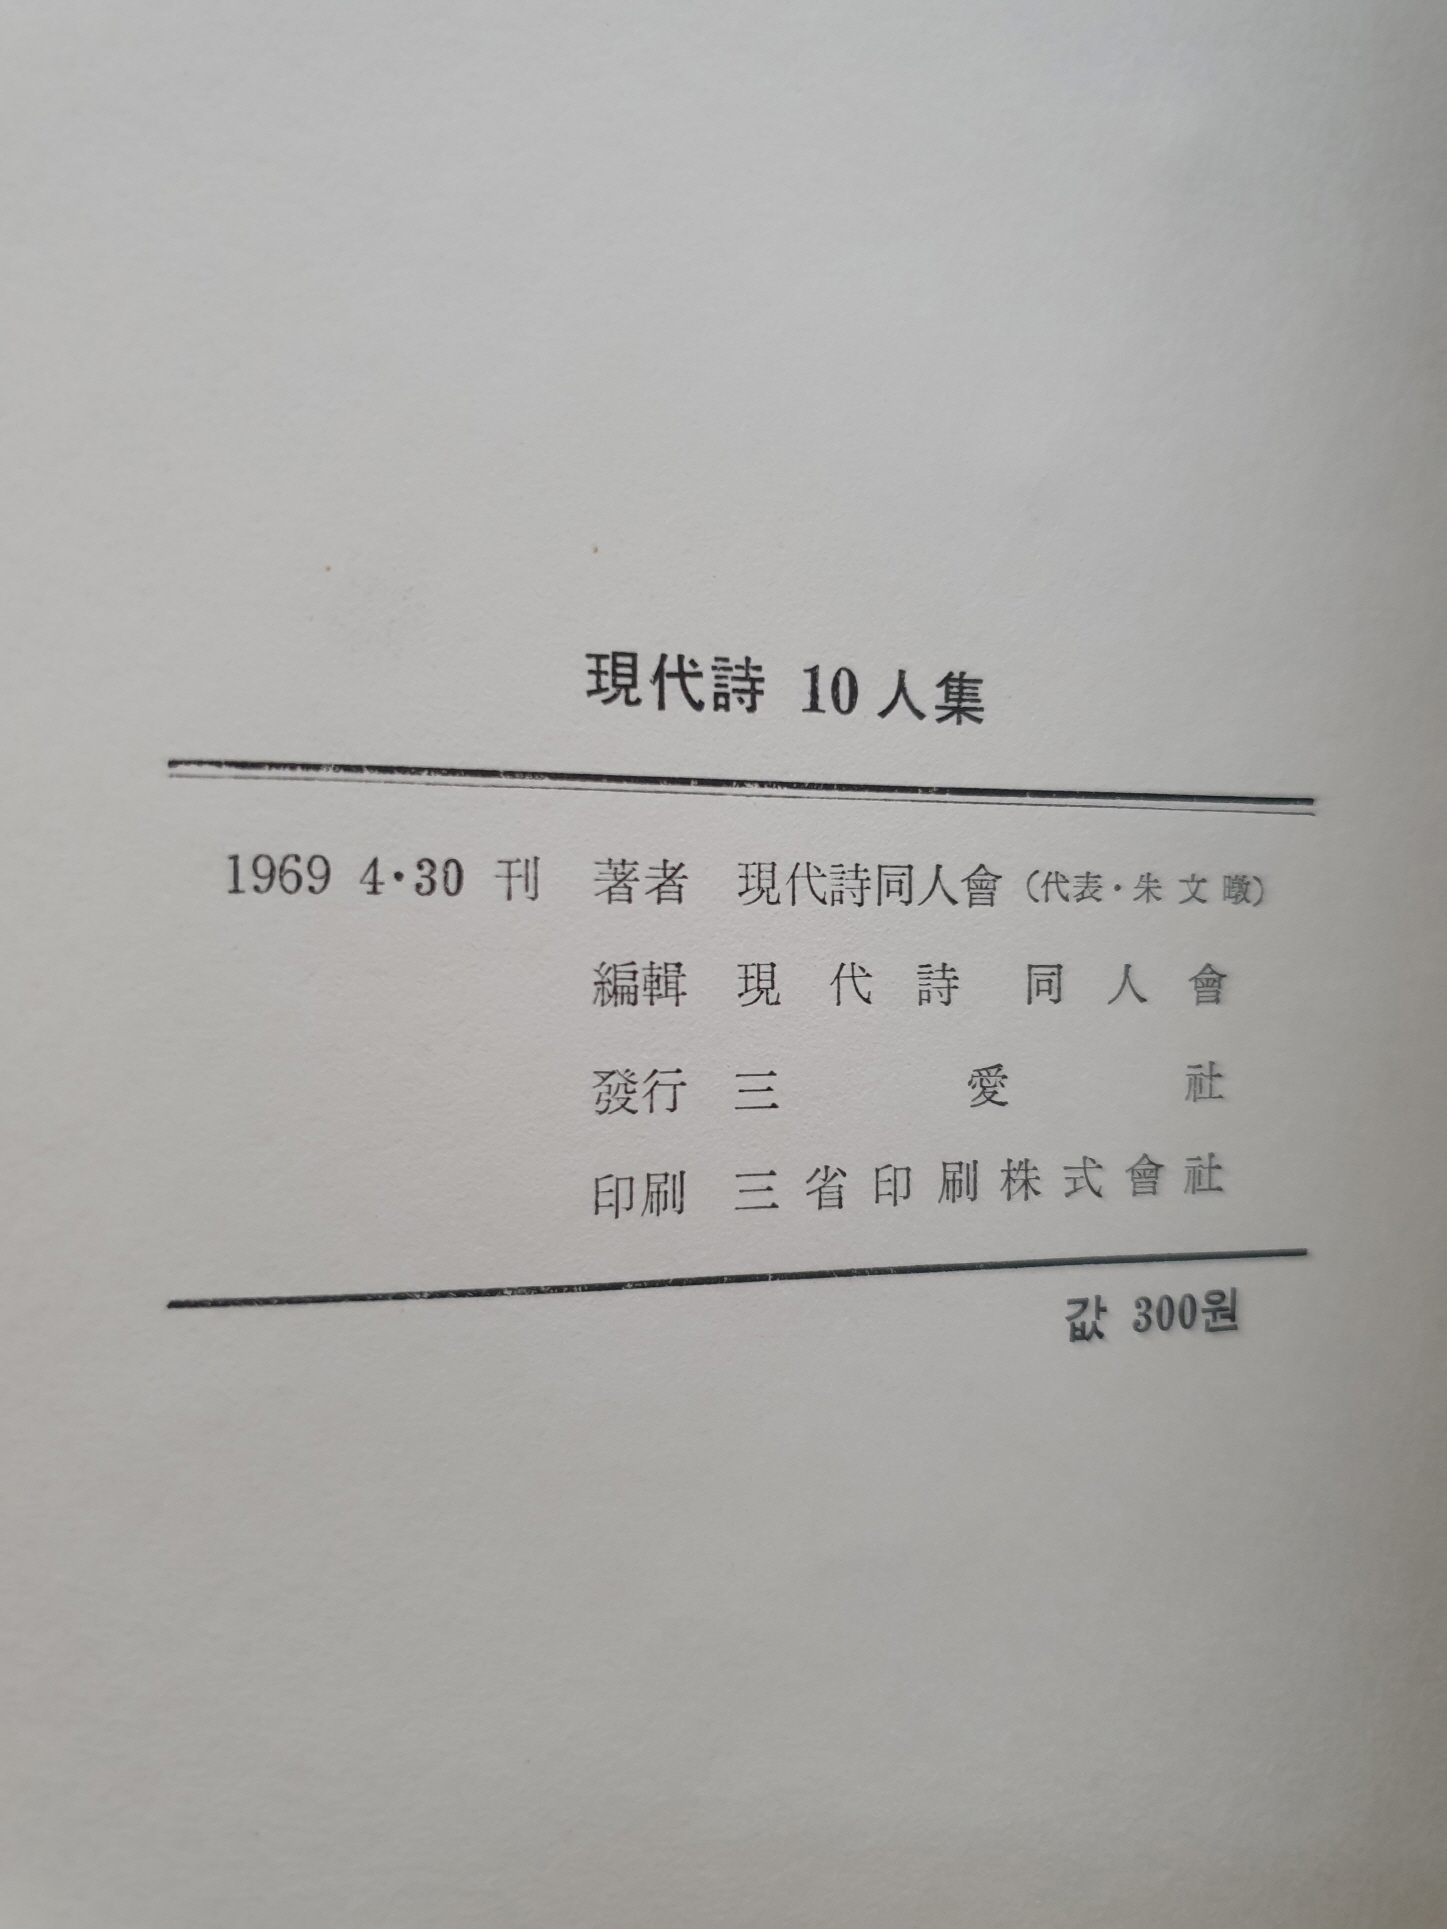 現代詩 10人集
1969 4·30 刊 著者 現代詩同人會 (代表·朱文暾)
編輯 現代詩同人會
發行 三愛社
印刷 三省印刷株式會社
값 300원